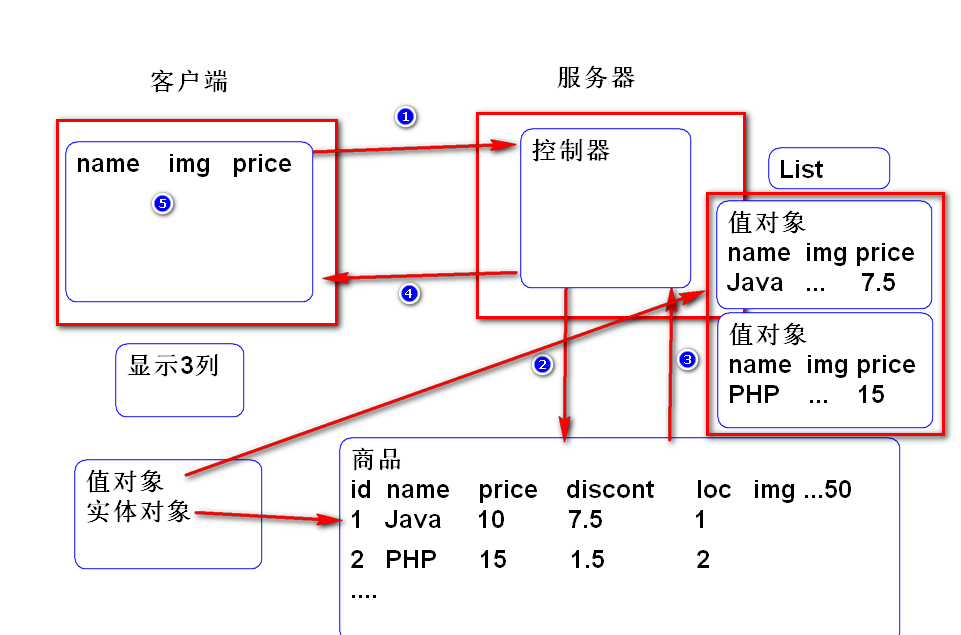 客户端
服务器
①
name img price
⑤
控制器
List
值对象
name img price
Java ... 7.5
④
值对象
name img price
PHP ... 15
显示3列
②
③
值对象
实体对象
商品
id name price discont loc img ...50
1 Java 10 7.5 1
2 PHP 15 1.5 2
....